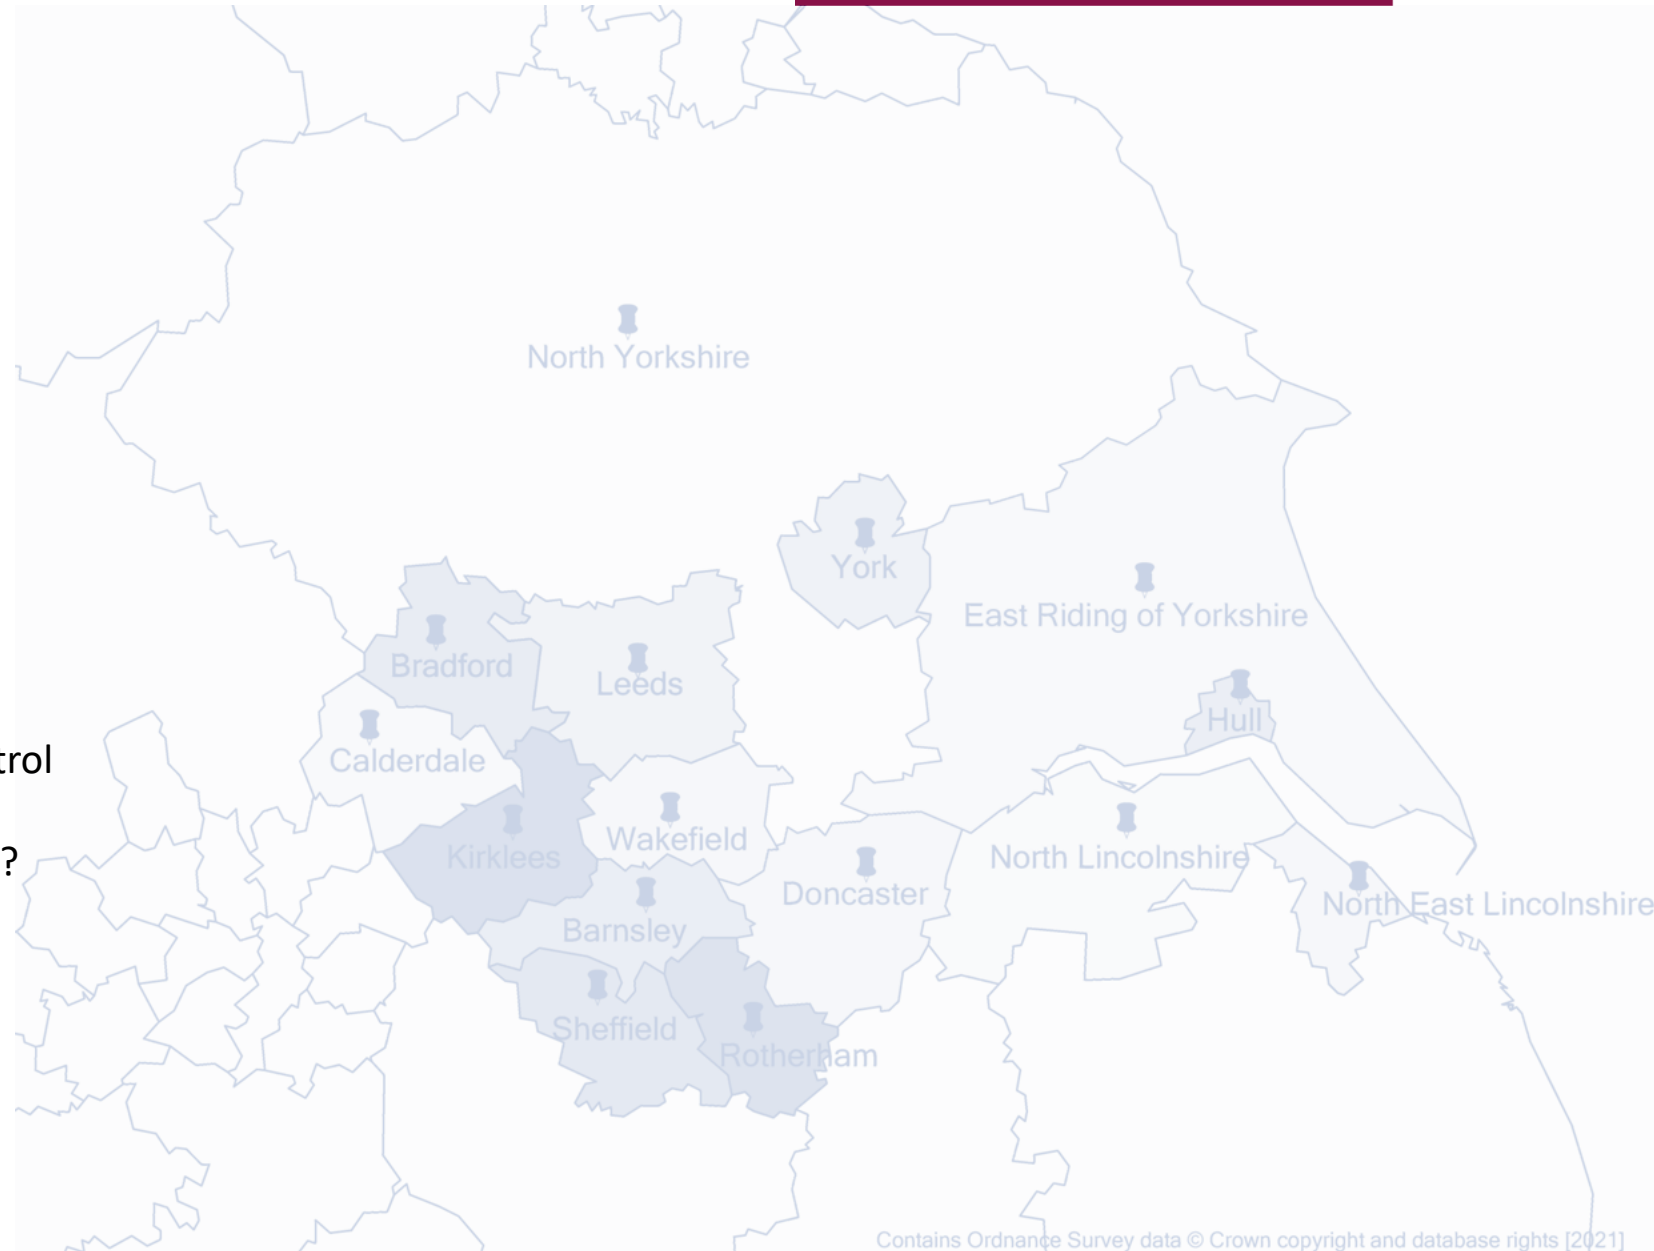 North Yorkshire
York
East Riding of Yorkshire
Bradford
Leeds
Hull
trol
Calderdale
Wakefield
?
Kirklees
North Lincolnshire
Doncaster
North East Lincolnshire
Barnsley
Sheffield
Rotherham
Contains Ordnance Survey data © Crown copyright and database rights [2021]